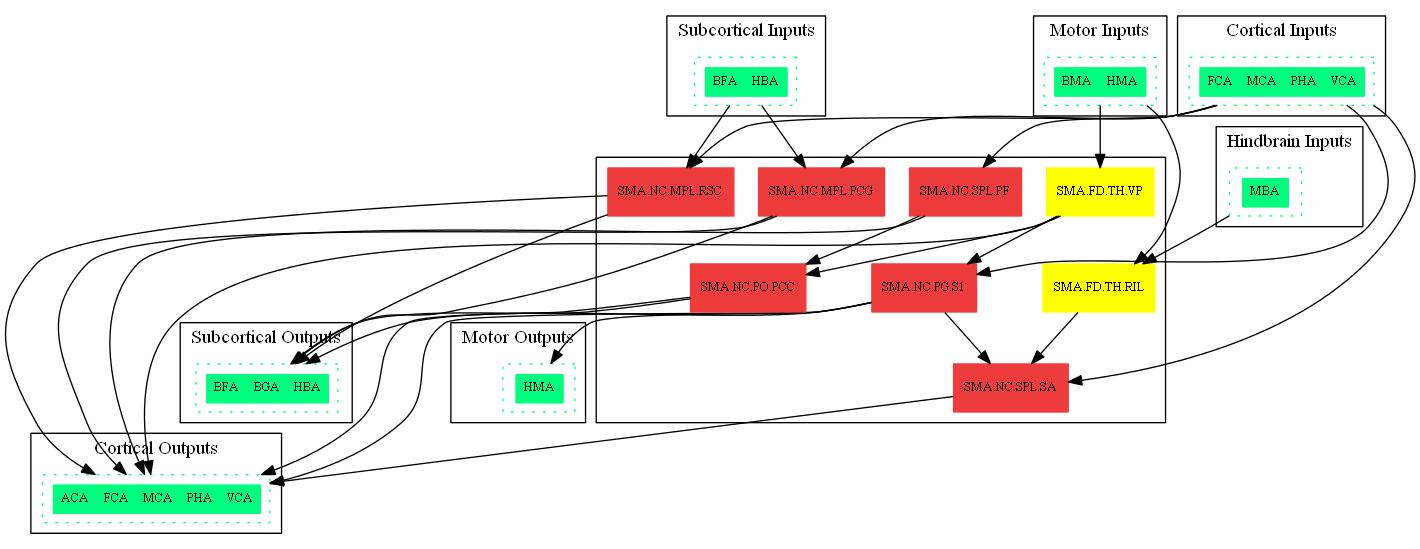 Subcortical Inputs
Motor Inputs
Cortical Inputs
BFA HBA
BMA HMA
FCA MCA PHA VCA
Hindbrain Inputs
MBA
SMA.NC.MPL.RSC
SMA.NC.MPL.PCG
SMA.NC.SPL.PF
SMA.FD.TH.VP
SMA.NC.PO.PCC
SMA.NC.PG.S1
SMA.FD.TH.RIL
Subcortical Outputs
Motor Outputs
BFA BGA HBA
HMA
SMA.NC.SPL.SA
Cortical Outputs
ACA FCA MCA PHA VCA